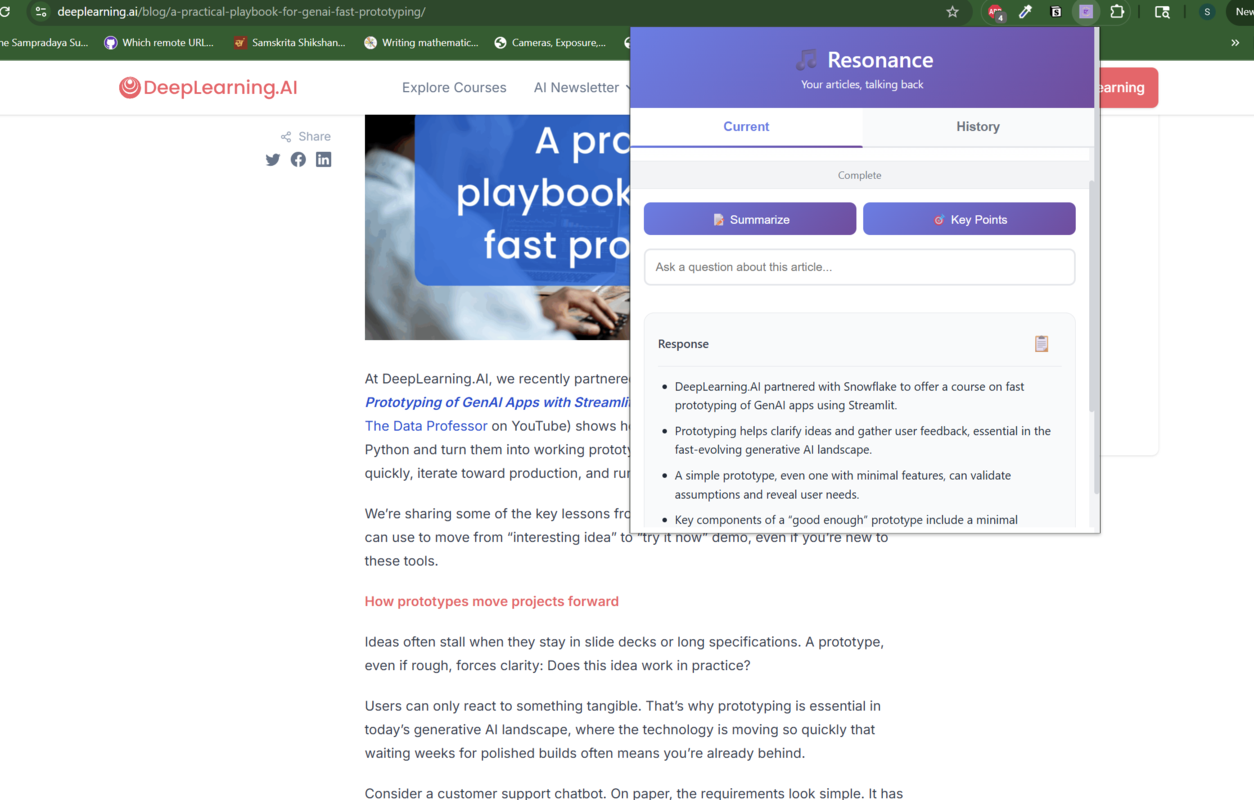 deeplearning.ai/blog/a-practical-playbook-for-genai-fast-prototyping/
4
S
New
ne Sampradaya Su...
Which remote URL...
Samskrita Shikshan...
Writing mathematic...
Cameras, Exposure,...
»
DeepLearning.AI
Explore Courses
AI Newsletter
earning
Share
A pra
playbook
fast pro
At DeepLearning.AI, we recently partnere
Prototyping of GenAI Apps with Streamli
The Data Professor on YouTube) shows h
Python and turn them into working prototy
quickly, iterate toward production, and ru
We’re sharing some of the key lessons fro
can use to move from “interesting idea” to “try it now” demo, even if you’re new to
these tools.
How prototypes move projects forward
Ideas often stall when they stay in slide decks or long specifications. A prototype,
even if rough, forces clarity: Does this idea work in practice?
Users can only react to something tangible. That’s why prototyping is essential in
today’s generative AI landscape, where the technology is moving so quickly that
waiting weeks for polished builds often means you’re already behind.
Consider a customer support chatbot. On paper, the requirements look simple. It has
Resonance
Your articles, talking back
Current
History
Complete
Summarize
Key Points
Ask a question about this article...
Response
DeepLearning.AI partnered with Snowflake to offer a course on fast
prototyping of GenAI apps using Streamlit.
Prototyping helps clarify ideas and gather user feedback, essential in the
fast-evolving generative AI landscape.
A simple prototype, even one with minimal features, can validate
assumptions and reveal user needs.
Key components of a “good enough” prototype include a minimal